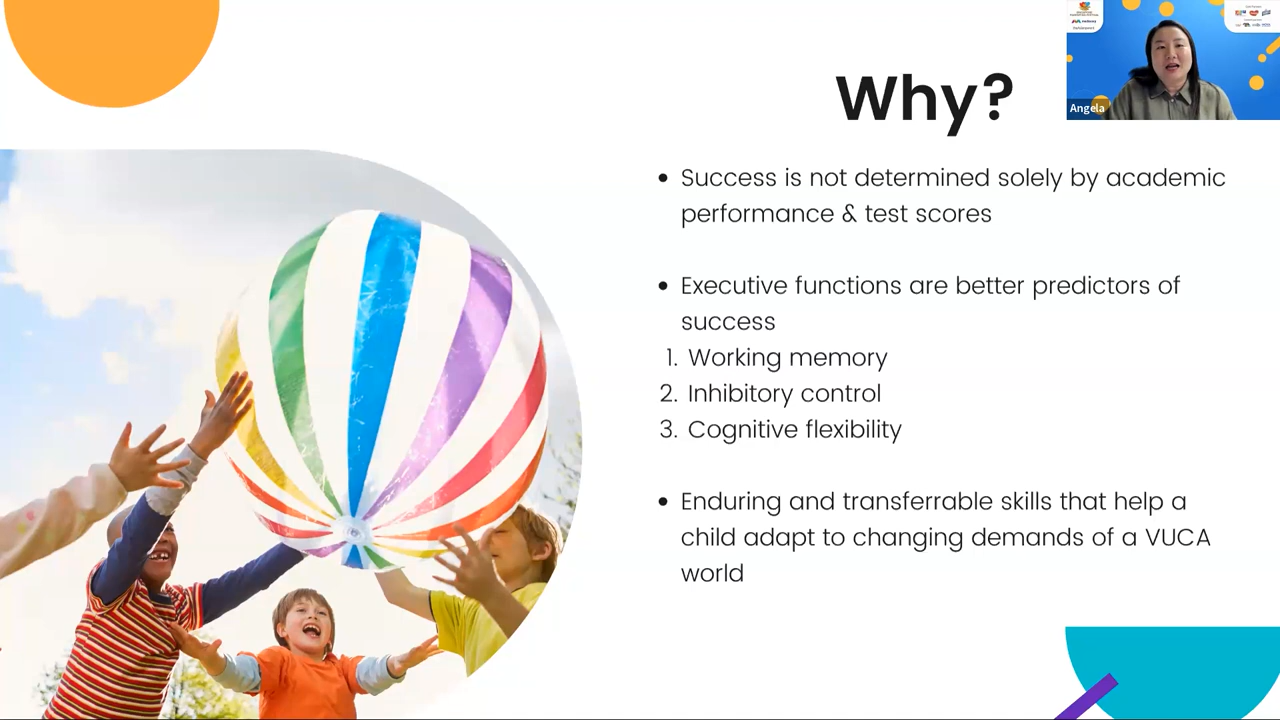 Why?
Angela
Success is not determined solely by academic
performance & test scores
Executive functions are better predictors of
success
1. Working memory
2. Inhibitory control
3. Cognitive flexibility
Enduring and transferrable skills that help a
child adapt to changing demands of a VUCA
world